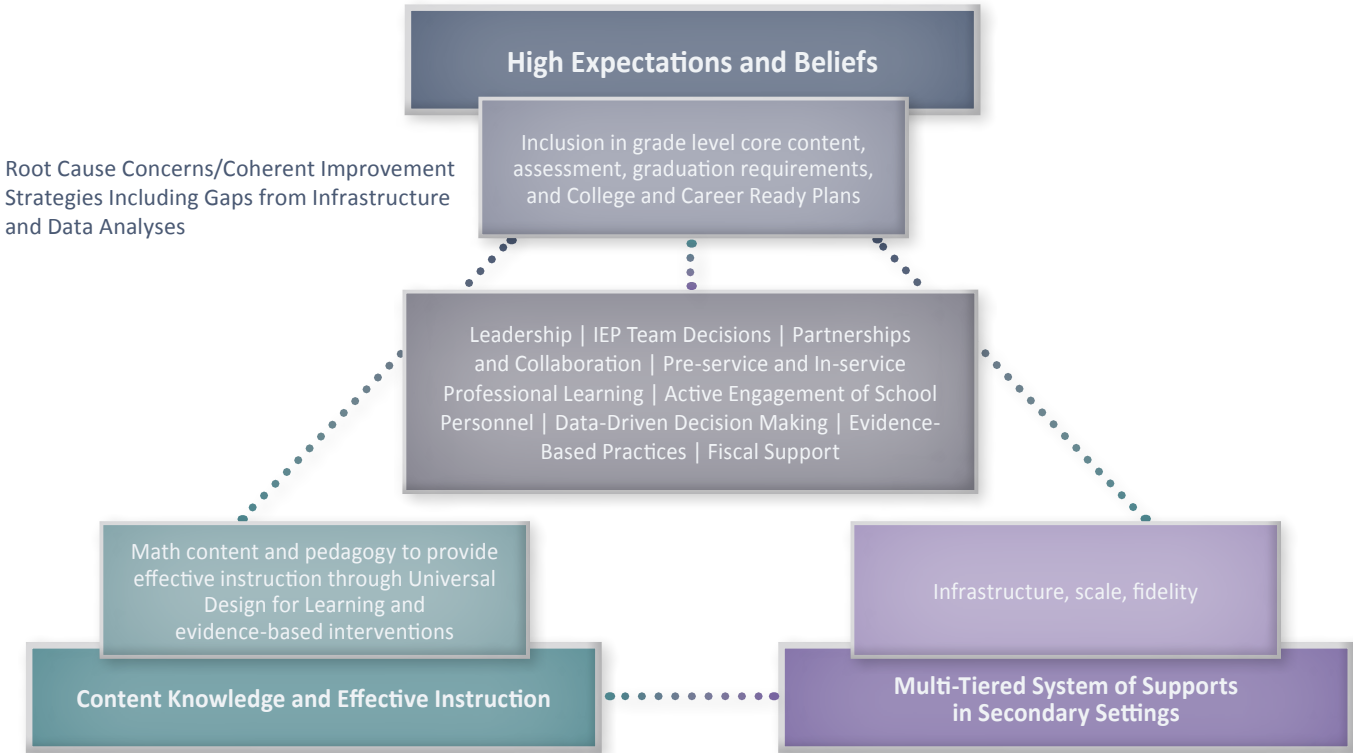 High Expectations and Beliefs
Inclusion in grade level core content,
assessment, graduation requirements,
and College and Career Ready Plans
Root Cause Concerns/Coherent Improvement
Strategies Including Gaps from Infrastructure
and Data Analyses
Leadership | IEP Team Decisions | Partnerships
and Collaboration | Pre-service and In-service
Professional Learning | Active Engagement of School
Personnel | Data-Driven Decision Making | Evidence-
Based Practices | Fiscal Support
Math content and pedagogy to provide
effective instruction through Universal
Design for Learning and
evidence-based interventions
Content Knowledge and Effective Instruction
Infrastructure, scale, fidelity
Multi-Tiered System of Supports
in Secondary Settings